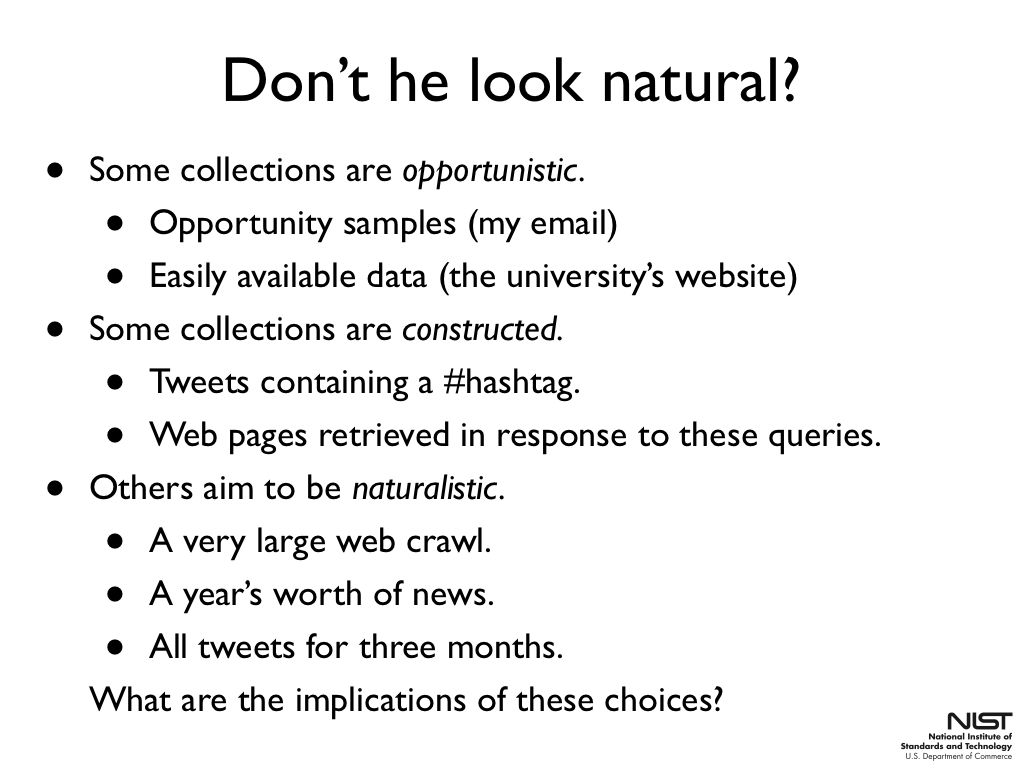 Don’t he look natural?
• Some collections are opportunistic.
• Opportunity samples (my email)
• Easily available data (the university’s website)
• Some collections are constructed.
• Tweets containing a #hashtag.
• Web pages retrieved in response to these queries.
• Others aim to be naturalistic.
• A very large web crawl.
• A year’s worth of news.
• All tweets for three months.
What are the implications of these choices?
NIST
National Institute of
Standards and Technology
U.S. Department of Commerce